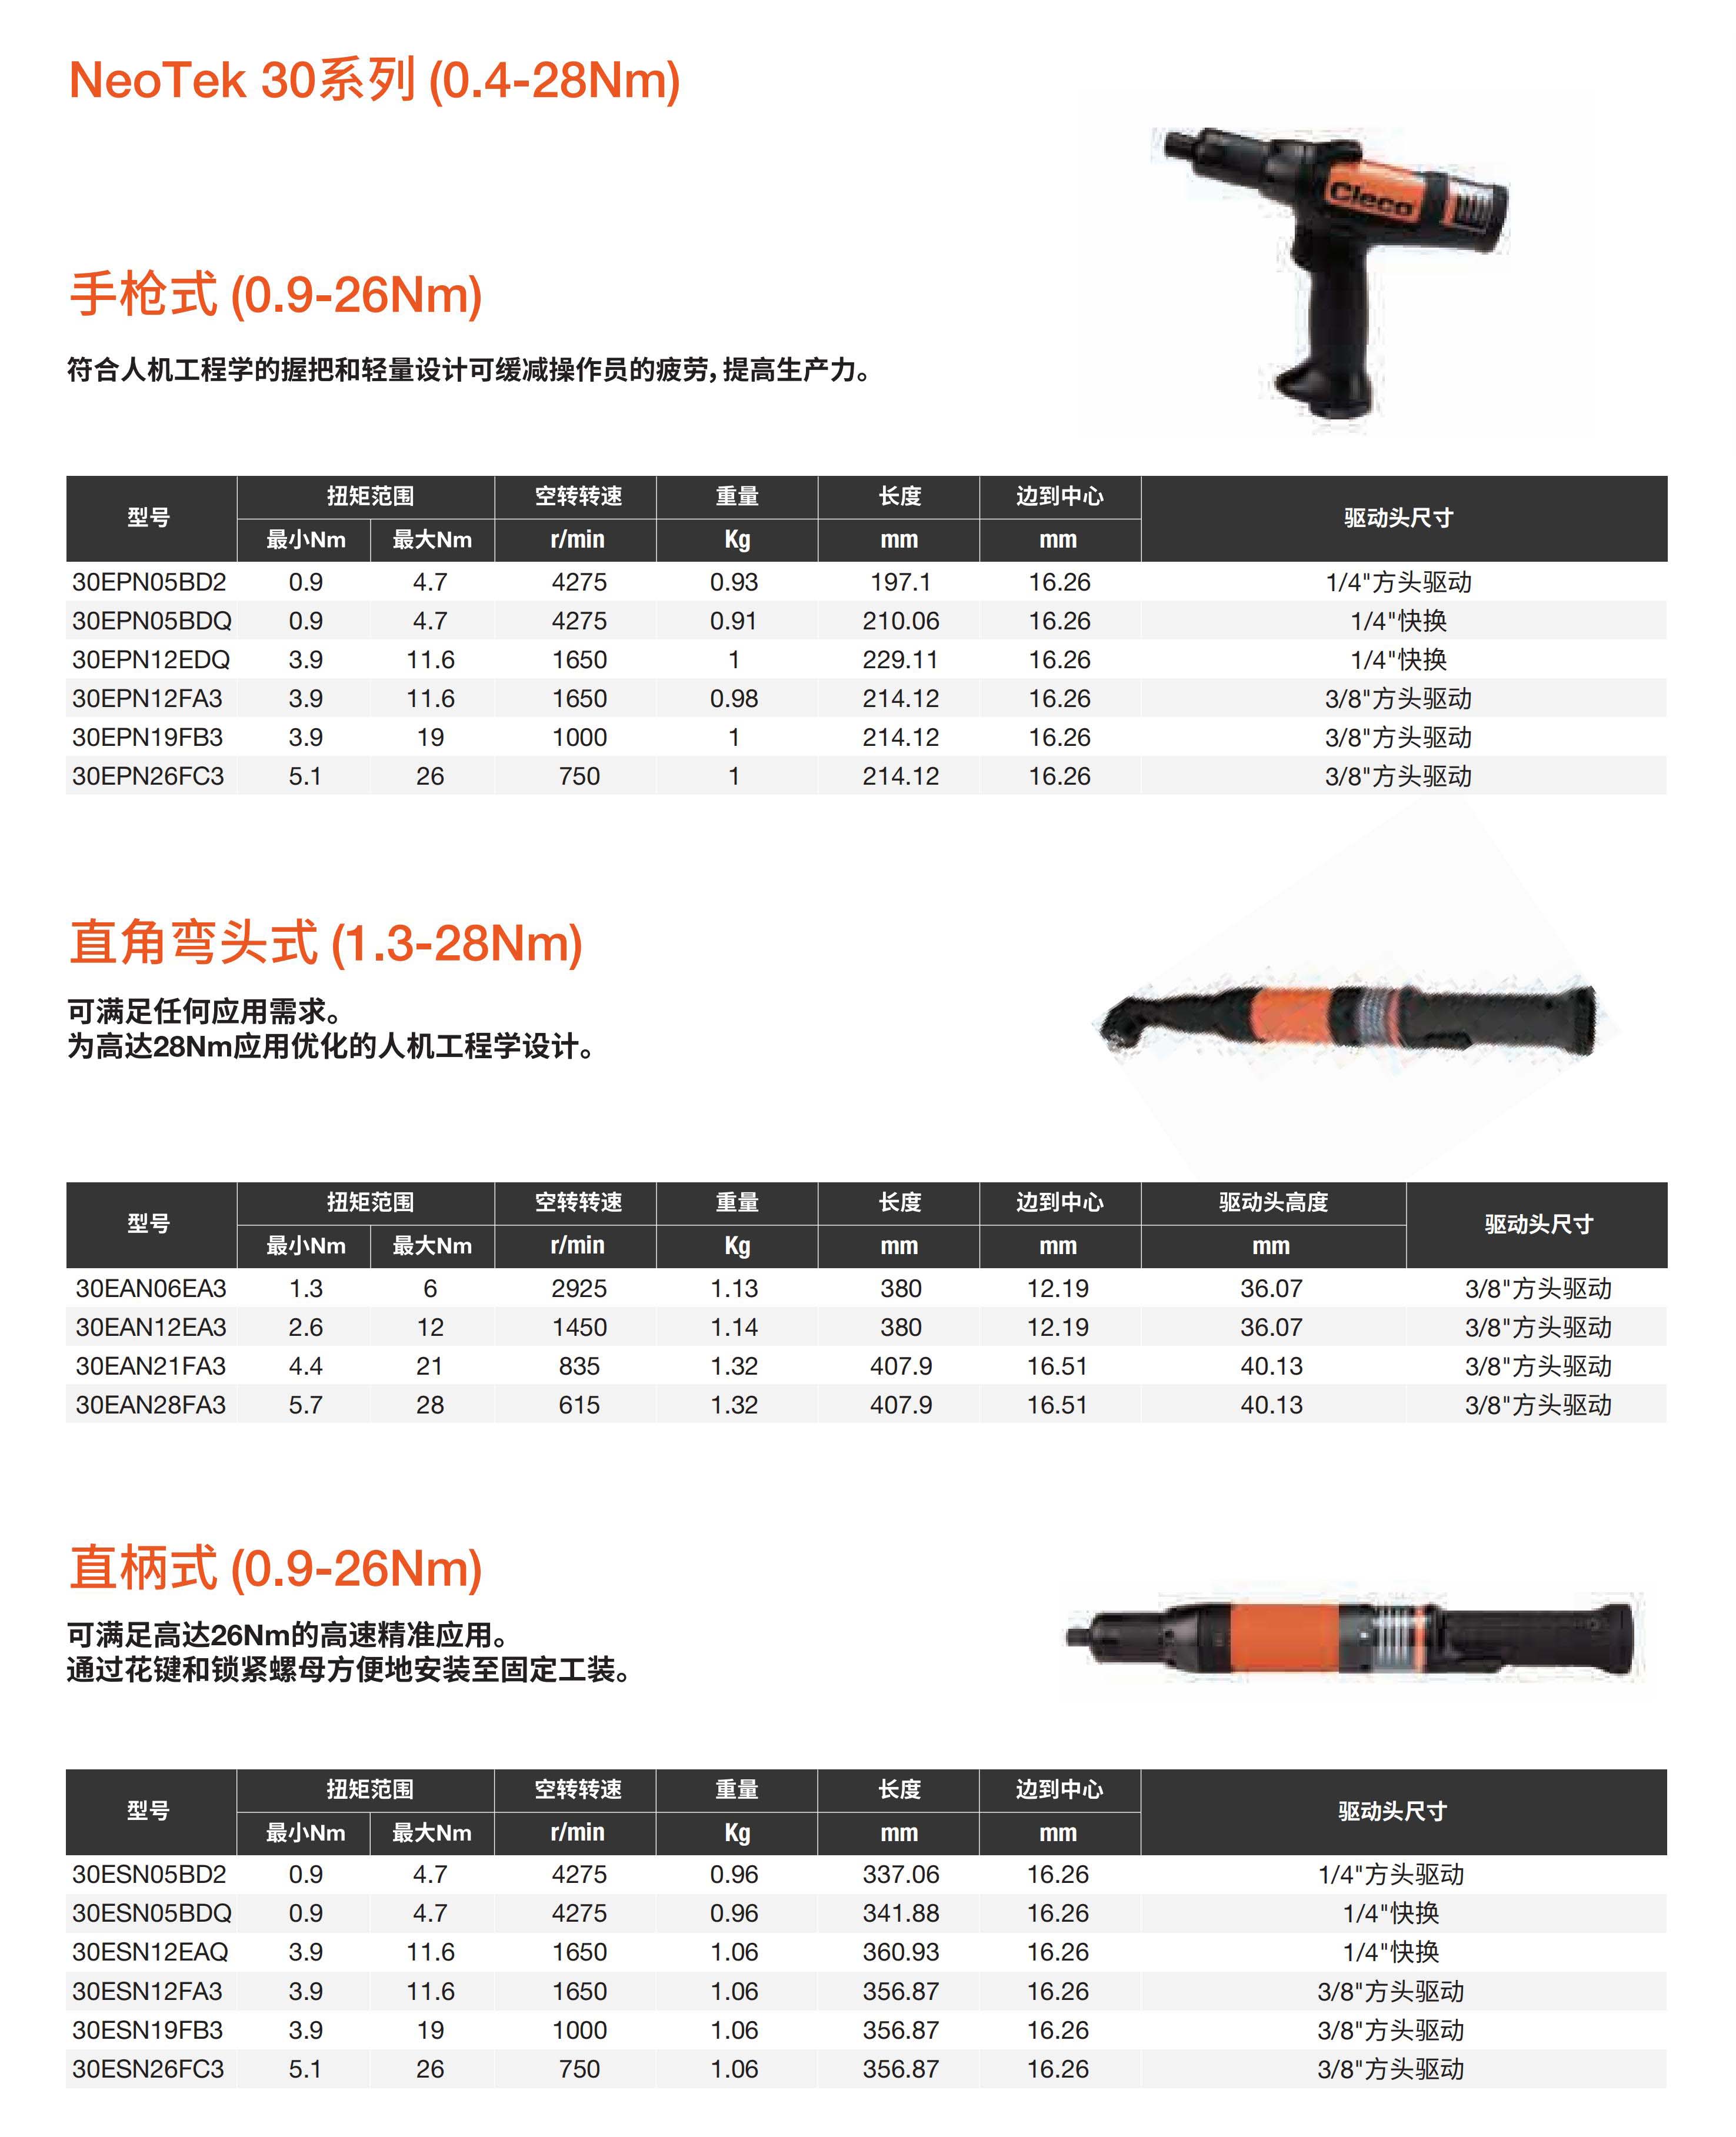 NeoTek 30系列 (0.4-28Nm)
Cleco
手枪式 (0.9-26Nm)
符合人机工程学的握把和轻量设计可缓减操作员的疲劳，提高生产力。
型号 扭矩范围 空转转速 重量 长度 边到中心 驱动头尺寸
最小Nm 最大Nm r/min Kg mm mm
30EPN05BD2 0.9 4.7 4275 0.93 197.1 16.26 1/4"方头驱动
30EPN05BDQ 0.9 4.7 4275 0.91 210.06 16.26 1/4"快换
30EPN12EDQ 3.9 11.6 1650 1 229.11 16.26 1/4"快换
30EPN12FA3 3.9 11.6 1650 0.98 214.12 16.26 3/8"方头驱动
30EPN19FB3 3.9 19 1000 1 214.12 16.26 3/8"方头驱动
30EPN26FC3 5.1 26 750 1 214.12 16.26 3/8"方头驱动
直角弯头式 (1.3-28Nm)
可满足任何应用需求。
为高达28Nm应用优化的人机工程学设计。
型号 扭矩范围 空转转速 重量 长度 边到中心 驱动头高度 驱动头尺寸
最小Nm 最大Nm r/min Kg mm mm mm
30EAN06EA3 1.3 6 2925 1.13 380 12.19 36.07 3/8"方头驱动
30EAN12EA3 2.6 12 1450 1.14 380 12.19 36.07 3/8"方头驱动
30EAN21FA3 4.4 21 835 1.32 407.9 16.51 40.13 3/8"方头驱动
30EAN28FA3 5.7 28 615 1.32 407.9 16.51 40.13 3/8"方头驱动
直柄式 (0.9-26Nm)
可满足高达26Nm的高速精准应用。
通过花键和锁紧螺母方便地安装至固定工装。
型号 扭矩范围 空转转速 重量 长度 边到中心 驱动头尺寸
最小Nm 最大Nm r/min Kg mm mm
30ESN05BD2 0.9 4.7 4275 0.96 337.06 16.26 1/4"方头驱动
30ESN05BDQ 0.9 4.7 4275 0.96 341.88 16.26 1/4"快换
30ESN12EAQ 3.9 11.6 1650 1.06 360.93 16.26 1/4"快换
30ESN12FA3 3.9 11.6 1650 1.06 356.87 16.26 3/8"方头驱动
30ESN19FB3 3.9 19 1000 1.06 356.87 16.26 3/8"方头驱动
30ESN26FC3 5.1 26 750 1.06 356.87 16.26 3/8"方头驱动